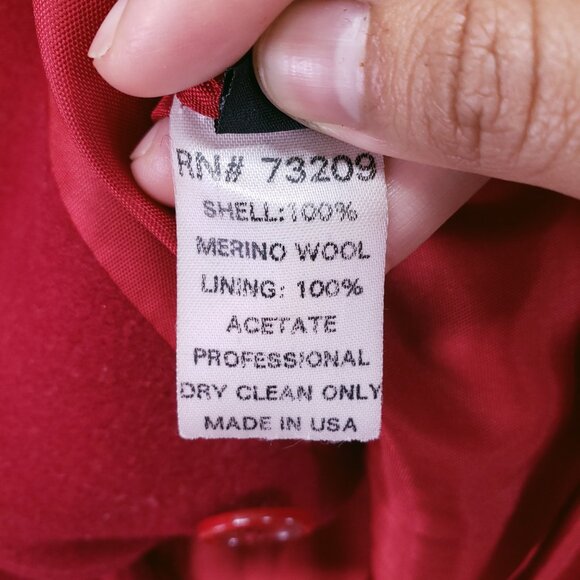 RN# 73209
SHELL:100%
MERINO WOOL
LINING: 100%
ACETATE
PROFESSIONAL
DRY CLEAN ONLY
MADE IN USA